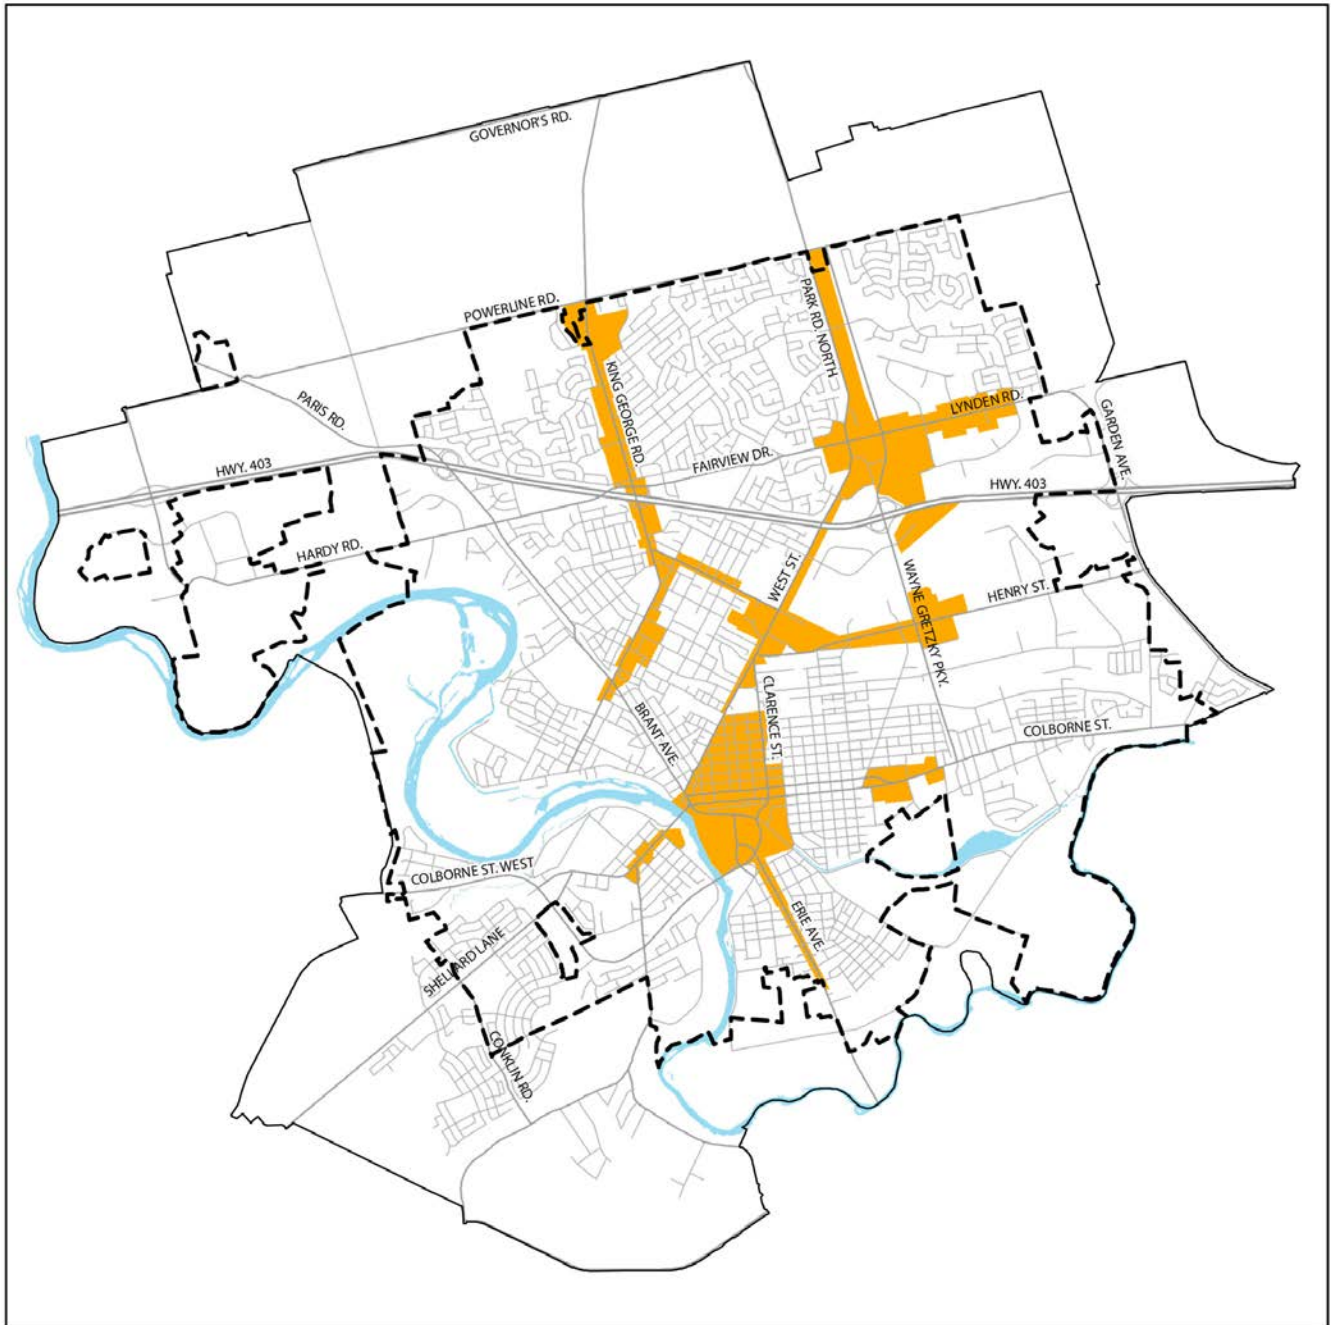 GOVERNOR'S RD.
POWERLINE RD.
PARK RD. NORTH
KING GEORGE RD.
PARIS RD.
LYNDEN RD.
GARDEN AVE.
FAIRVIEW DR.
HWY. 403
HWY. 403
HARDY RD.
WEST ST.
WAYNE GRETZKY PKY.
HENRY ST.
CLARENCE ST.
BRANT AVE.
COLBORNE ST.
COLBORNE ST. WEST
ERIE AVE.
SHELLARD LANE
CONKLIN RD.